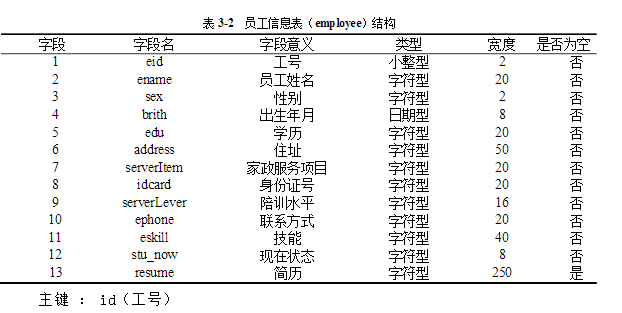 表 3-2 员工信息表（employee）结构
字段 字段名 字段意义 类型 宽度 是否为空
1 eid 工号 小整型 2 否
2 ename 员工姓名 字符型 20 否
3 sex 性别 字符型 2 否
4 brith 出生年月 日期型 8 否
5 edu 学历 字符型 20 否
6 address 住址 字符型 50 否
7 serverItem 家政服务项目 字符型 20 否
8 idcard 身份证号 字符型 20 否
9 serverLever 陪训水平 字符型 16 否
10 ephone 联系方式 字符型 20 否
11 eskill 技能 字符型 40 否
12 stu_now 现在状态 字符型 8 否
13 resume 简历 字符型 250 是
主键 ： id（工号）